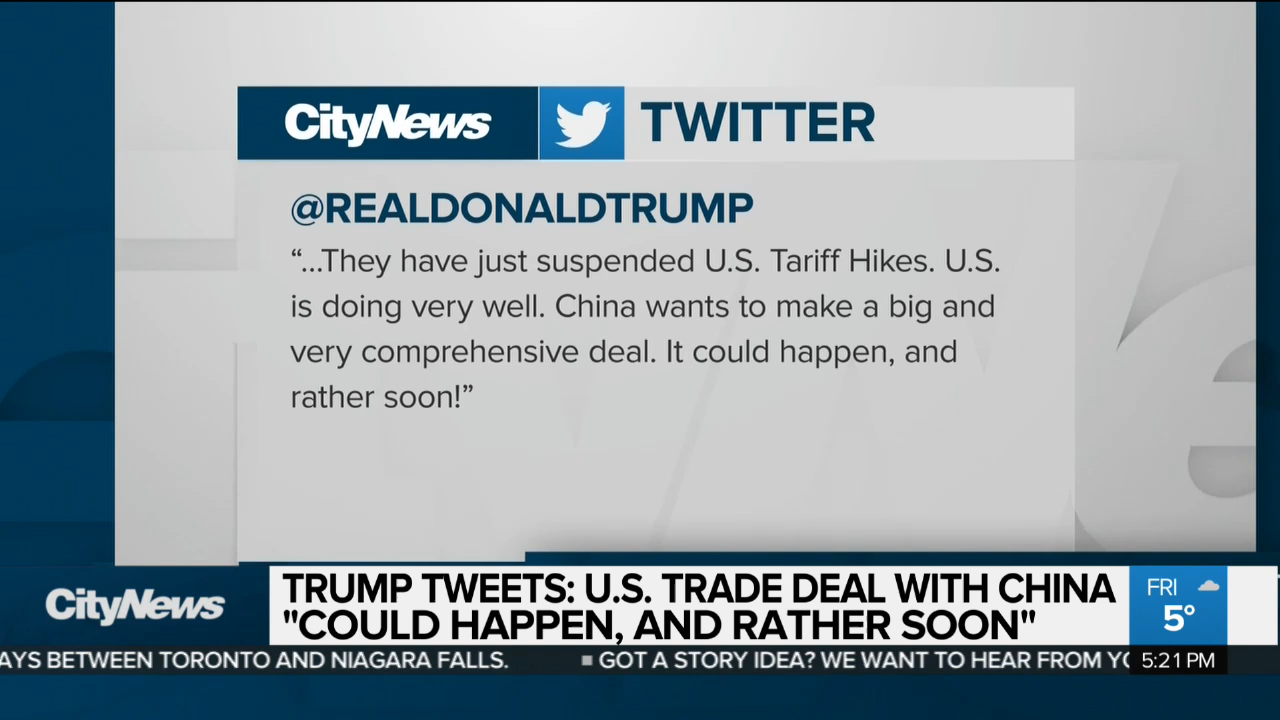 CityNews TWITTER
@REALDONALDTRUMP
“...They have just suspended U.S. Tariff Hikes. U.S.
is doing very well. China wants to make a big and
very comprehensive deal. It could happen, and
rather soon!”
CityNews
TRUMP TWEETS: U.S. TRADE DEAL WITH CHINA
"COULD HAPPEN, AND RATHER SOON"
FRI
5°
AYS BETWEEN TORONTO AND NIAGARA FALLS. ■ GOT A STORY IDEA? WE WANT TO HEAR FROM YO
5:21 PM